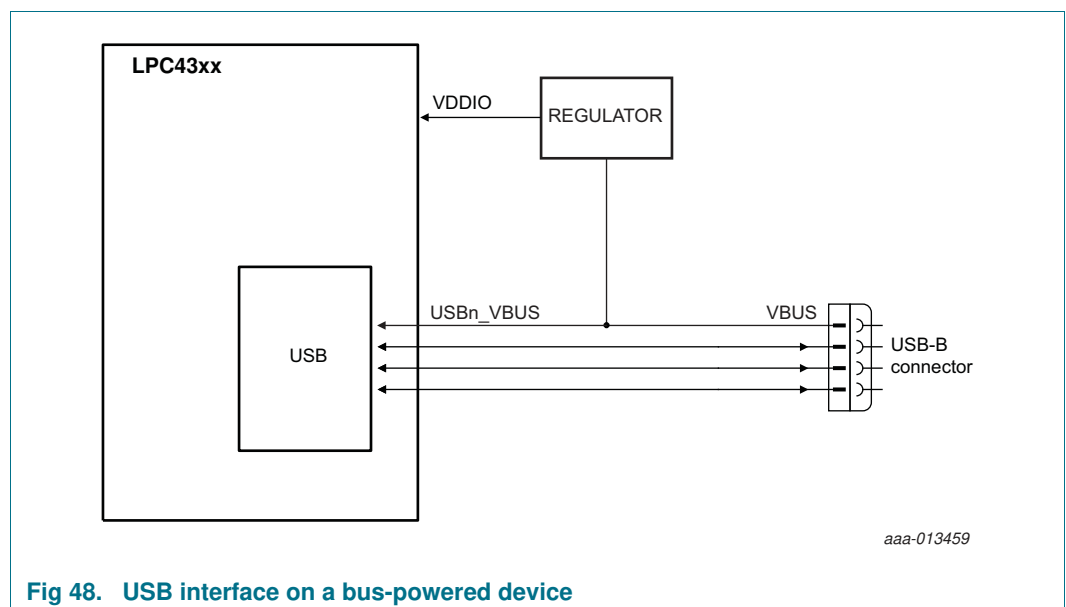 LPC43xx
VDDIO
REGULATOR
USBn_VBUS
VBUS
USB
USB-B
connector
aaa-013459
Fig 48. USB interface on a bus-powered device